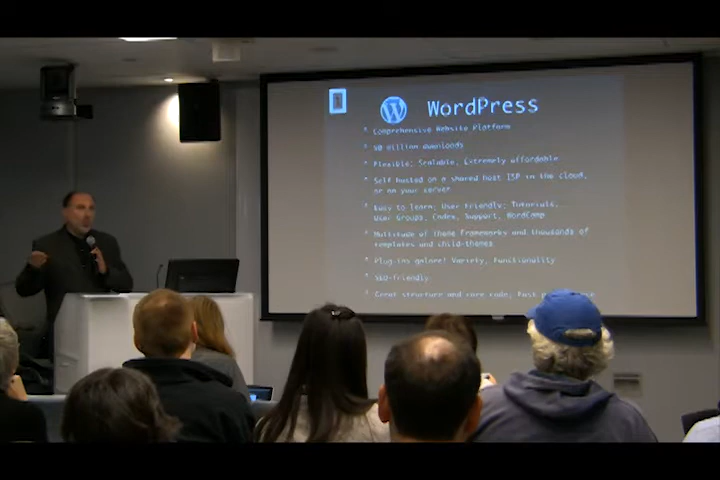 WordPress
Comprehensive Website Platform
50 million downloads
Flexible, Scalable, Extremely affordable
Self hosted on a shared host ISP in the cloud,
or on your server
Easy to learn; User Friendly; Tutorials,
User Groups, Codex, Support, WordCamp
Multitude of theme frameworks and thousands of
templates and child-themes
Plug-ins galore! Variety, Functionality
SEO-friendly
Great structure and core code;